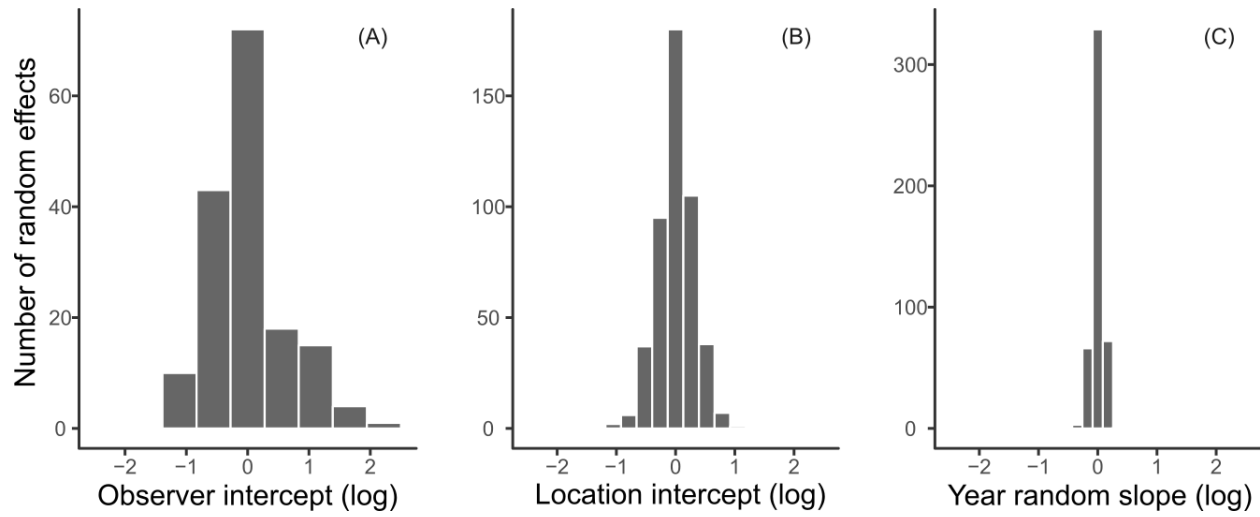 (A)
Number of random effects
60
40
20
0
−2 −1 0 1 2
Observer intercept (log)
(B)
150
100
50
0
−2 −1 0 1 2
Location intercept (log)
(C)
300
200
100
0
−2 −1 0 1 2
Year random slope (log)